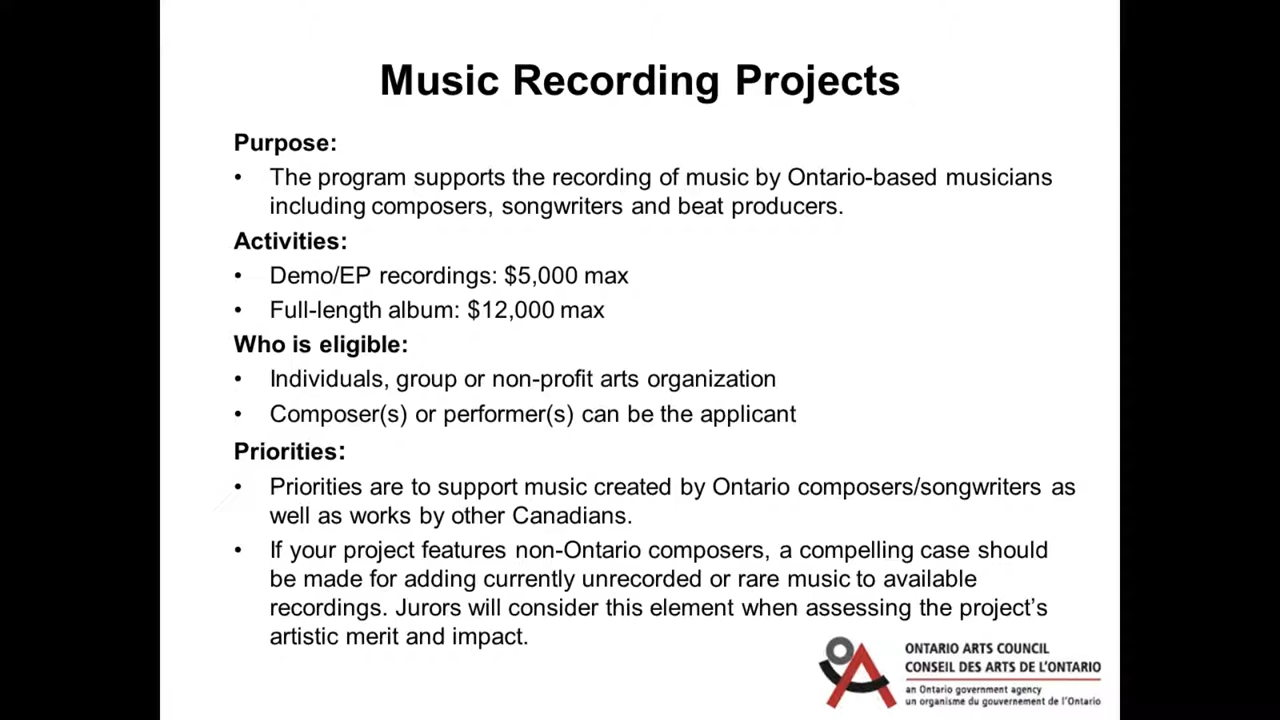 Music Recording Projects
Purpose:
• The program supports the recording of music by Ontario-based musicians
including composers, songwriters and beat producers.
Activities:
• Demo/EP recordings: $5,000 max
• Full-length album: $12,000 max
Who is eligible:
• Individuals, group or non-profit arts organization
• Composer(s) or performer(s) can be the applicant
Priorities:
• Priorities are to support music created by Ontario composers/songwriters as
well as works by other Canadians.
• If your project features non-Ontario composers, a compelling case should
be made for adding currently unrecorded or rare music to available
recordings. Jurors will consider this element when assessing the project’s
artistic merit and impact.
ONTARIO ARTS COUNCIL
CONSEIL DES ARTS DE L’ONTARIO
an Ontario government agency
un organisme du gouvernement de l’Ontario